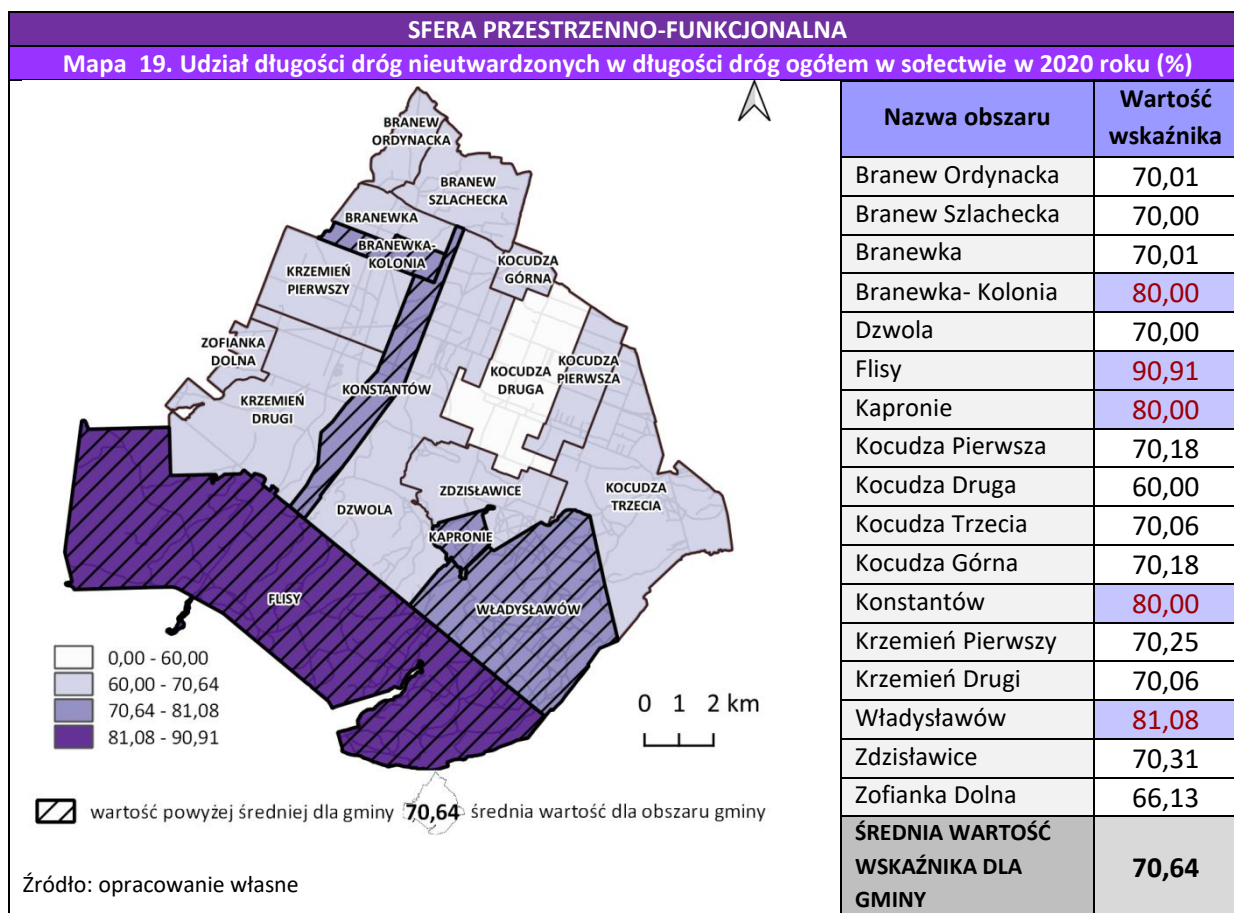 SFERA PRZESTRZENNO-FUNKCJONALNA
Mapa 19. Udział długości dróg nieutwardzonych w długości dróg ogółem w sołectwie w 2020 roku (%)
BRANEW
ORDYNACKA
BRANEW
SZLACHECKA
BRANEWKA
BRANEWKA-
KOLONIA
KOCUDZA
GÓRNA
KRZEMIEŃ
PIERWSZY
ZOFIANKA
DOLNA
KOCUDZA
PIERWSZA
KOCUDZA
DRUGA
KONSTANTÓW
KRZEMIEŃ
DRUGI
ZDZISŁAWICE
KOCUDZA
TRZECIA
DZWOLA
KAPRONIE
FLISY
WŁADYSŁAWÓW
0,00 - 60,00
60,00 - 70,64
70,64 - 81,08
81,08 - 90,91
0 1 2 km
wartość powyżej średniej dla gminy 70,64 średnia wartość dla obszaru gminy
Źródło: opracowanie własne
Nazwa obszaru Wartość
wskaźnika
Branew Ordynacka 70,01
Branew Szlachecka 70,00
Branewka 70,01
Branewka- Kolonia 80,00
Dzwola 70,00
Flisy 90,91
Kapronie 80,00
Kocudza Pierwsza 70,18
Kocudza Druga 60,00
Kocudza Trzecia 70,06
Kocudza Górna 70,18
Konstantów 80,00
Krzemień Pierwszy 70,25
Krzemień Drugi 70,06
Władysławów 81,08
Zdzisławice 70,31
Zofianka Dolna 66,13
ŚREDNIA WARTOŚĆ
WSKAŹNIKA DLA 70,64
GMINY